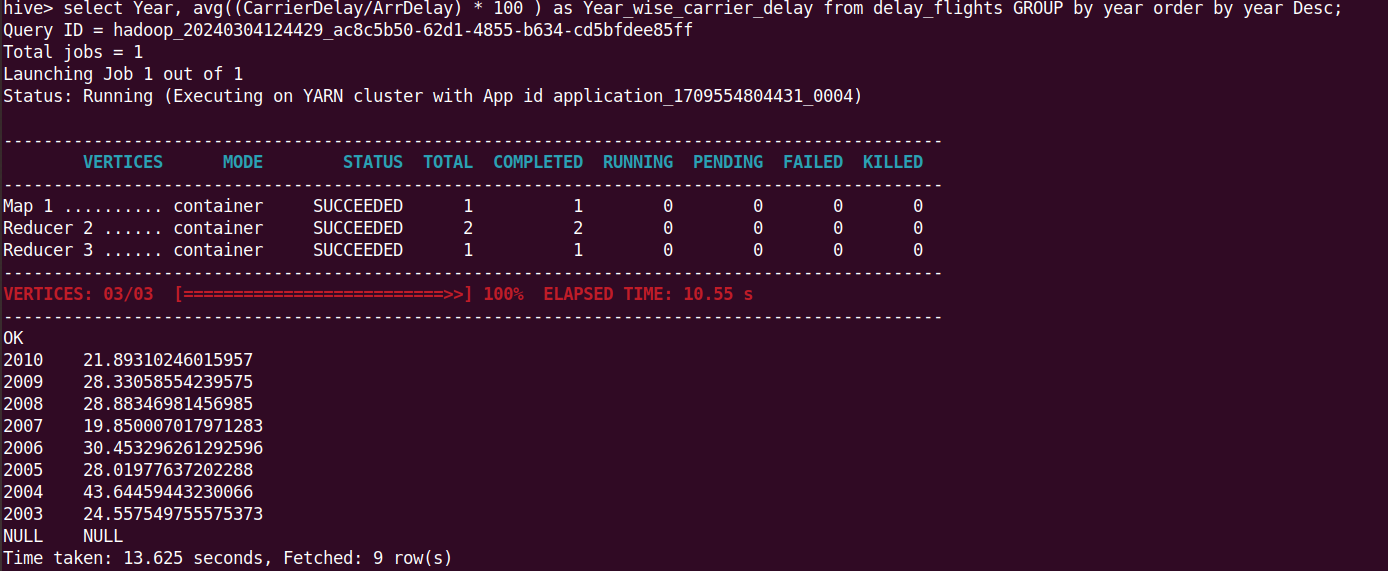 hive> select Year, avg((CarrierDelay/ArrDelay) * 100 ) as Year_wise_carrier_delay from delay_flights GROUP by year order by year Desc;
Query ID = hadoop_20240304124429_ac8c5b50-62d1-4855-b634-cd5bfdee85ff
Total jobs = 1
Launching Job 1 out of 1
Status: Running (Executing on YARN cluster with App id application_1709554804431_0004)

----------------------------------------------------------------------------------------------
        VERTICES      MODE        STATUS  TOTAL  COMPLETED  RUNNING  PENDING  FAILED  KILLED
----------------------------------------------------------------------------------------------
Map 1 .......... container     SUCCEEDED      1          1        0        0       0       0
Reducer 2 ...... container     SUCCEEDED      2          2        0        0       0       0
Reducer 3 ...... container     SUCCEEDED      1          1        0        0       0       0
----------------------------------------------------------------------------------------------
VERTICES: 03/03  [==========================>>] 100%  ELAPSED TIME: 10.55 s
----------------------------------------------------------------------------------------------
OK
2010    21.89310246015957
2009    28.33058554239575
2008    28.88346981456985
2007    19.850007017971283
2006    30.453296261292596
2005    28.01977637202288
2004    43.64459443230066
2003    24.557549755575373
NULL    NULL
Time taken: 13.625 seconds, Fetched: 9 row(s)